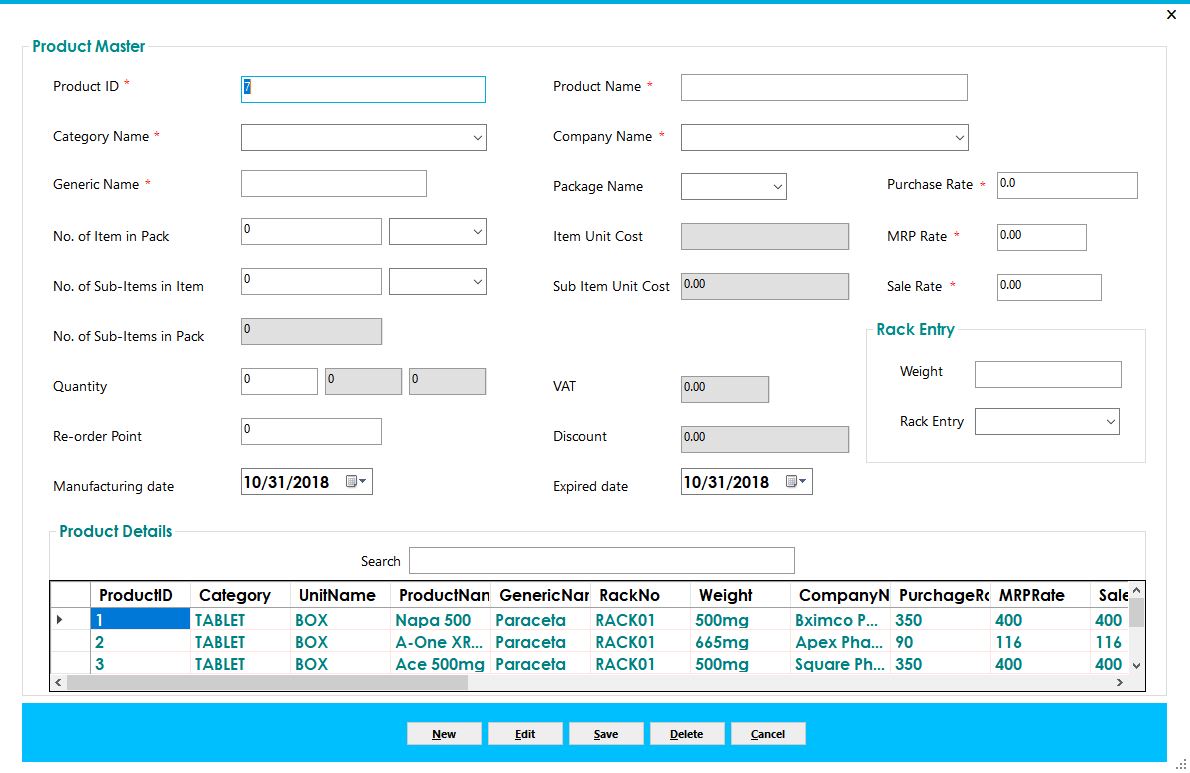 Product Master
Product ID * 7 Product Name *
Category Name * Company Name *
Generic Name * Package Name Purchase Rate * 0.0
No. of Item in Pack 0 Item Unit Cost MRP Rate * 0.00
No. of Sub-Items in Item 0 Sub Item Unit Cost 0.00 Sale Rate * 0.00
No. of Sub-Items in Pack 0 Rack Entry
Weight
Quantity 0 0 0 VAT 0.00
Rack Entry
Re-order Point 0 Discount 0.00
Manufacturing date 10/31/2018 Expired date 10/31/2018
Product Details
Search
ProductID Category UnitName ProductNan GenericNar RackNo Weight CompanyN PurchageRc MRPRate Sale
1 TABLET BOX Napa 500 Paraceta RACK01 500mg Bximco P... 350 400 400
2 TABLET BOX A-One XR... Paraceta RACK01 665mg Apex Pha... 90 116 116
3 TABLET BOX Ace 500mg Paraceta RACK01 500mg Square Ph... 350 400 400
New Edit Save Delete Cancel